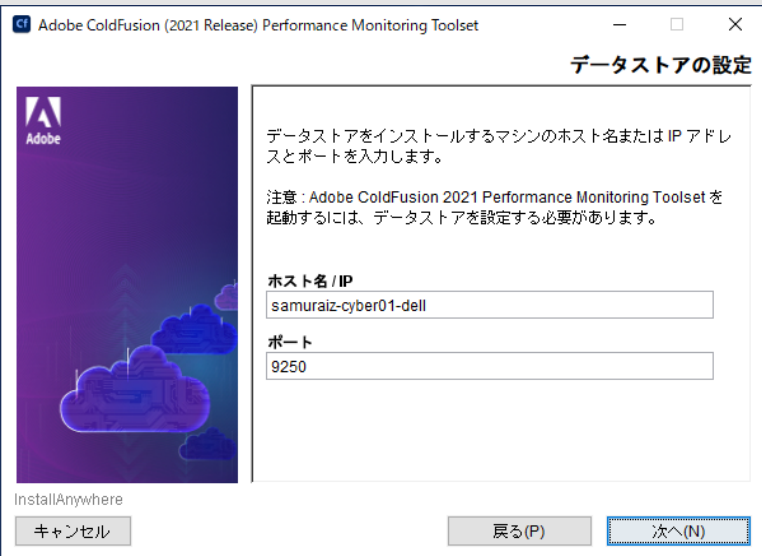 Cf Adobe ColdFusion (2021 Release) Performance Monitoring Toolset
データストアの設定
Adobe
データストアをインストールするマシンのホスト名または IP アドレ
スとポートを入力します。
注意 : Adobe ColdFusion 2021 Performance Monitoring Toolset を
起動するには、データストアを設定する必要があります。
ホスト名 / IP
samuraiz-cyber01-dell
ポート
9250
InstallAnywhere
キャンセル
戻る(P)
次へ(N)